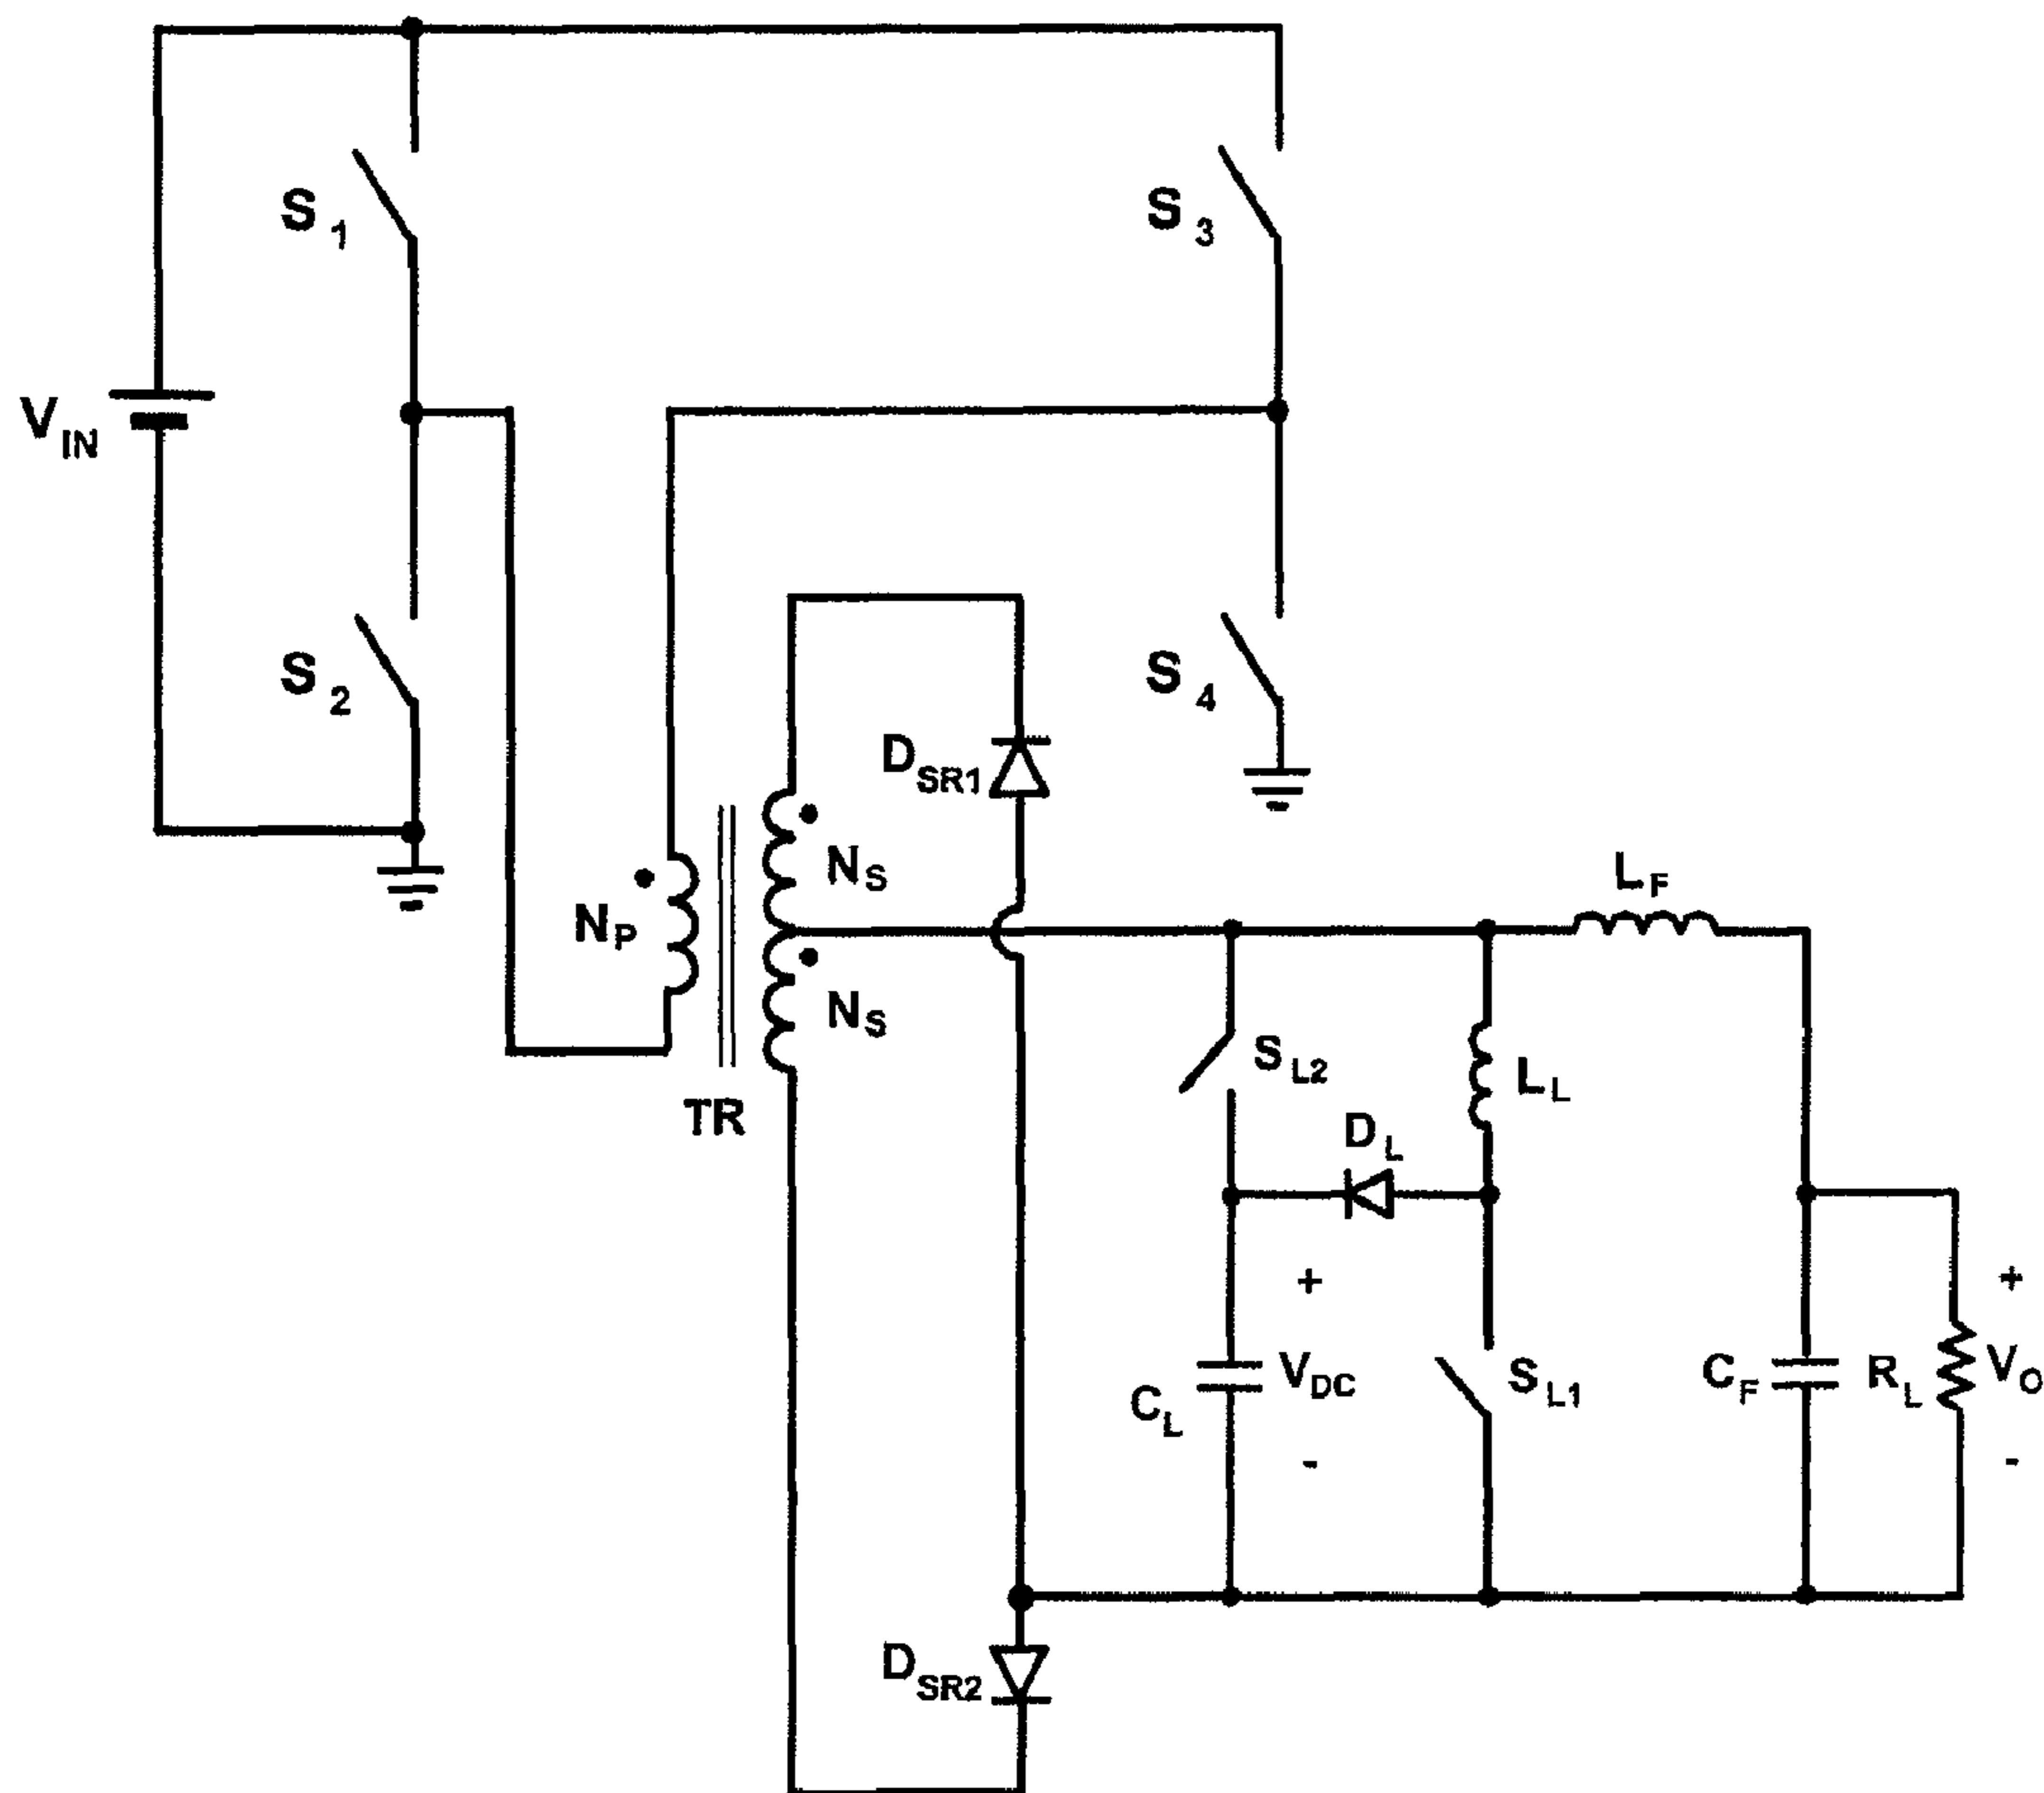 S1
S3
VIN
S2
S4
DSR1
NS
LF
NP
NS
SL2
LL
TR
DL
+
+
VDC
SL1
CF
RL
VO
CL
-
-
DSR2